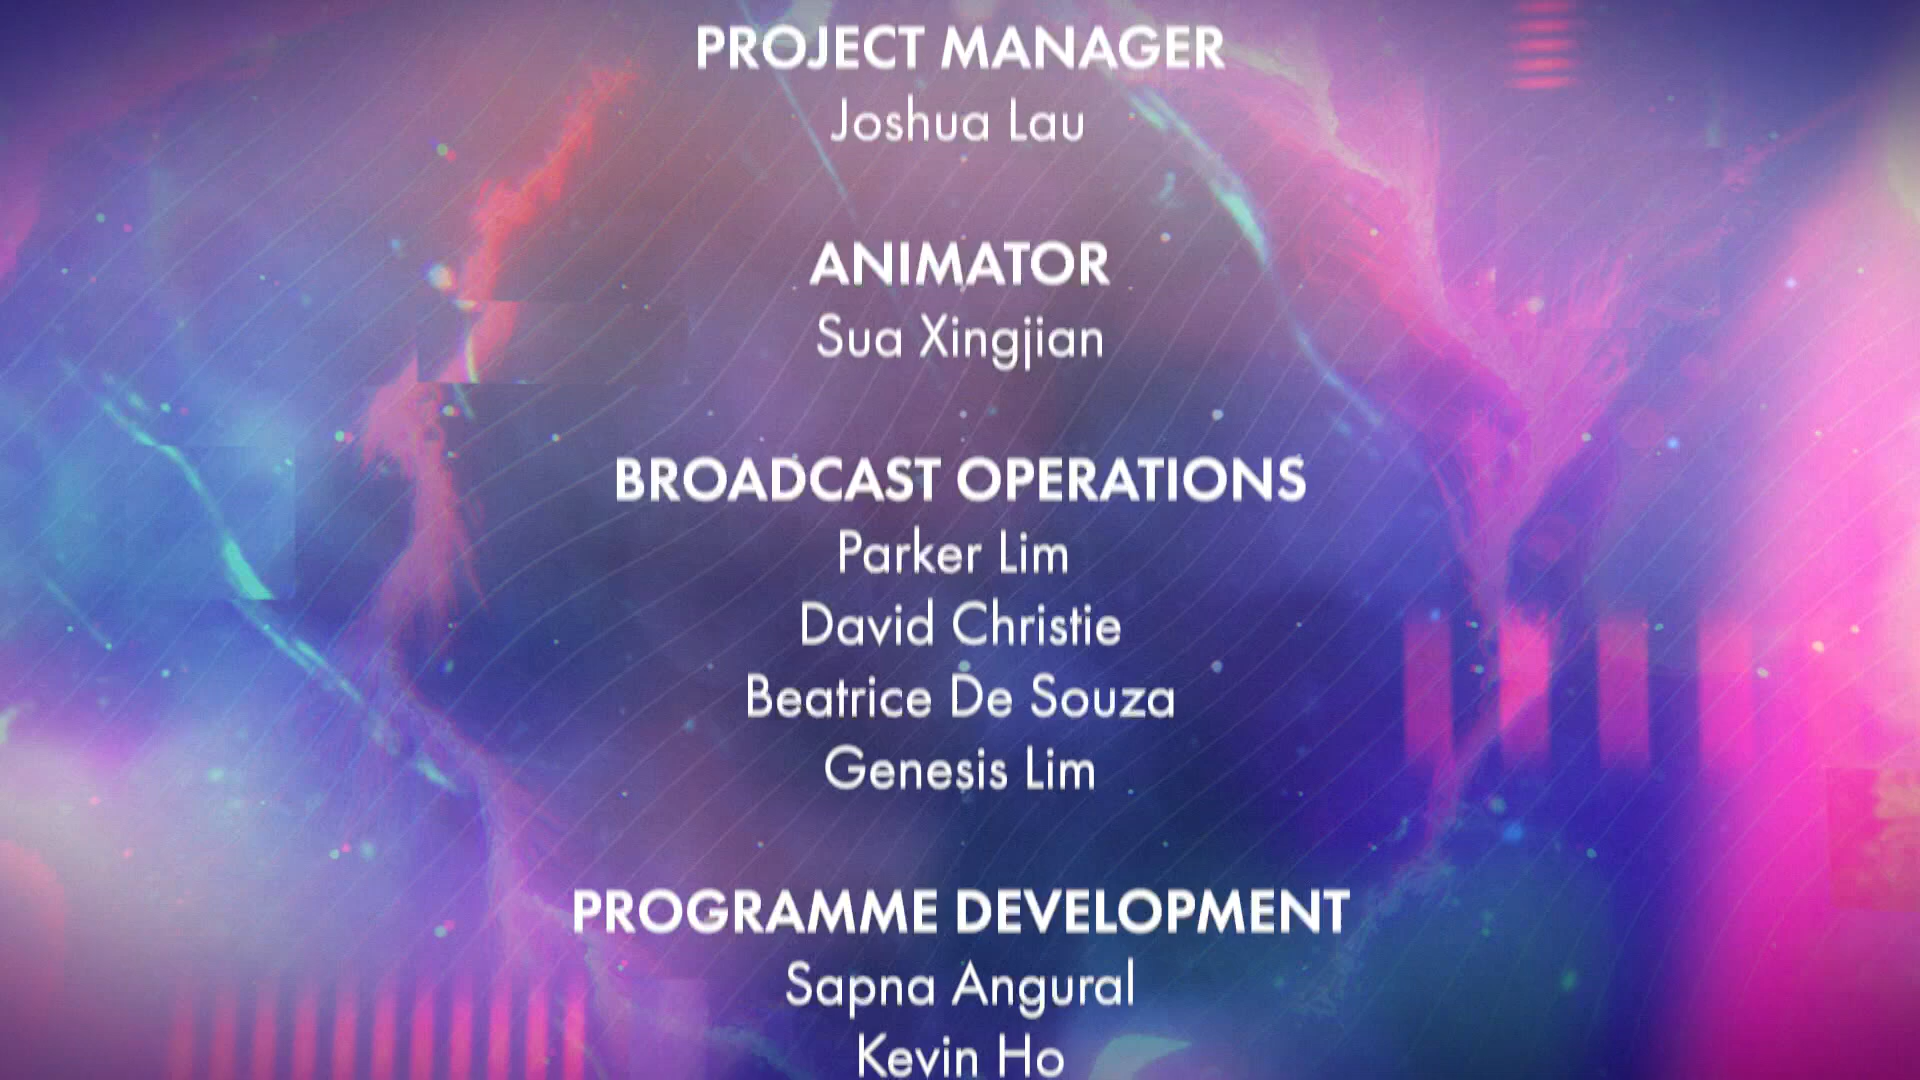 PROJECT MANAGER
Joshua Lau
ANIMATOR
Sua Xingjian
BROADCAST OPERATIONS
Parker Lim
David Christie
Beatrice De Souza
Genesis Lim
PROGRAMME DEVELOPMENT
Sapna Angural
Kevin Ho